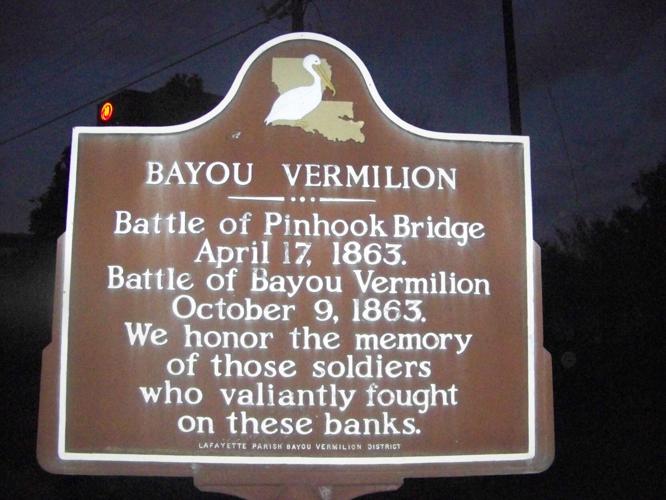 BAYOU VERMILION
Battle of Pinhook Bridge
April 17, 1863.
Battle of Bayou Vermilion
October 9, 1863.
We honor the memory
of those soldiers
who valiantly fought
on these banks.
LAFAYETTE PARISH BAYOU VERMILION DISTRICT